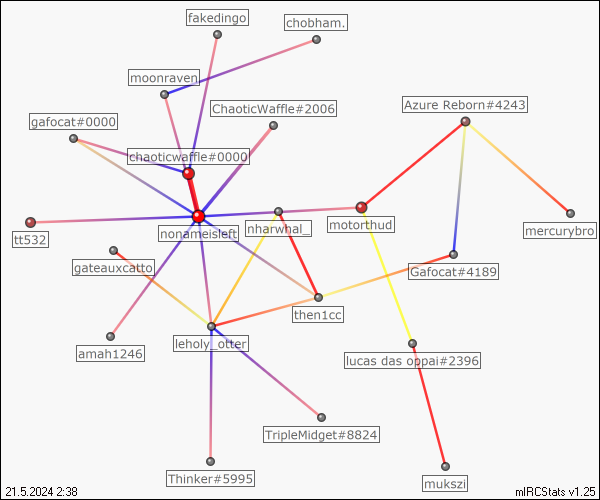 fakedingo
chobham.
moonraven
Azure Reborn#4243
ChaoticWaffle#2006
gafocat#0000
chaoticwaffle#0000
motorthud
nharwhal_
mercurybro
nonameisleft
tt532
gateauxcatto
Gafocat#4189
then1cc
leholy_otter
amah1246
lucas das oppai#2396
TripleMidget#8824
Thinker#5995
mukszi
21.5.2024 2:38
mIRCStats v1.25